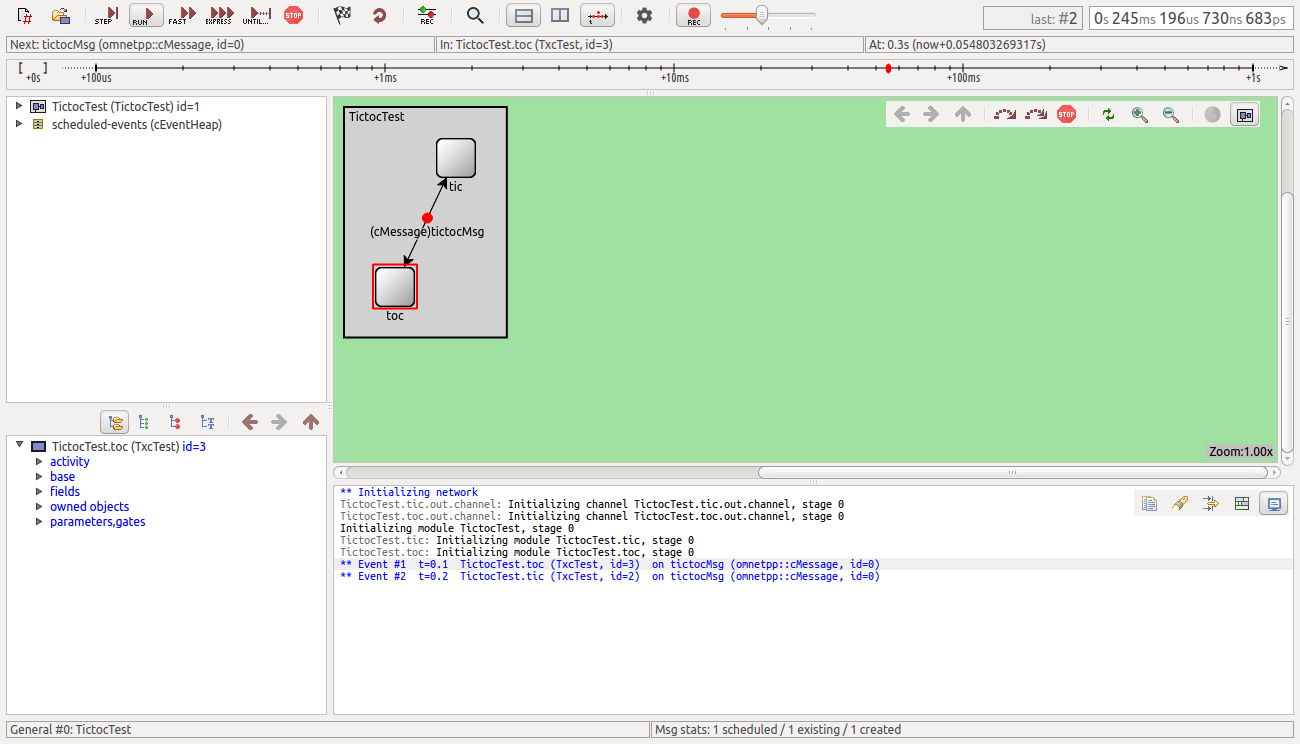 STEP RUN FAST EXPRESS UNTIL... STOP REC REC last: #2 0s 245ms 196us 730ns 683ps
Next: tictocMsg (omnetpp::cMessage, id=0) In: TictocTest.toc (TxcTest, id=3) At: 0.3s (now+0.054803269317s)
[ ]
+0s +100us +1ms +10ms +100ms +1s
TictocTest (TictocTest) id=1
scheduled-events (cEventHeap)
TictocTest
STOP
tic
(cMessage)tictocMsg
toc
Zoom:1.00x
TictocTest.toc (TxcTest) id=3
activity
base
fields
owned objects
parameters,gates
** Initializing network
TictocTest.tic.out.channel: Initializing channel TictocTest.tic.out.channel, stage 0
TictocTest.toc.out.channel: Initializing channel TictocTest.toc.out.channel, stage 0
Initializing module TictocTest, stage 0
TictocTest.tic: Initializing module TictocTest.tic, stage 0
TictocTest.toc: Initializing module TictocTest.toc, stage 0
** Event #1 t=0.1 TictocTest.toc (TxcTest, id=3) on tictocMsg (omnetpp::cMessage, id=0)
** Event #2 t=0.2 TictocTest.tic (TxcTest, id=2) on tictocMsg (omnetpp::cMessage, id=0)
General #0: TictocTest Msg stats: 1 scheduled / 1 existing / 1 created